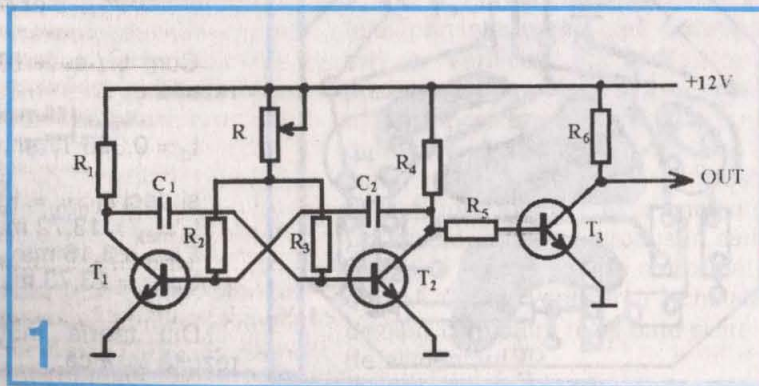 +12V
R
R₁
R₄
R₆
C₁
C₂
OUT
R₂
R₃
R₅
T₁
T₂
T₃
1